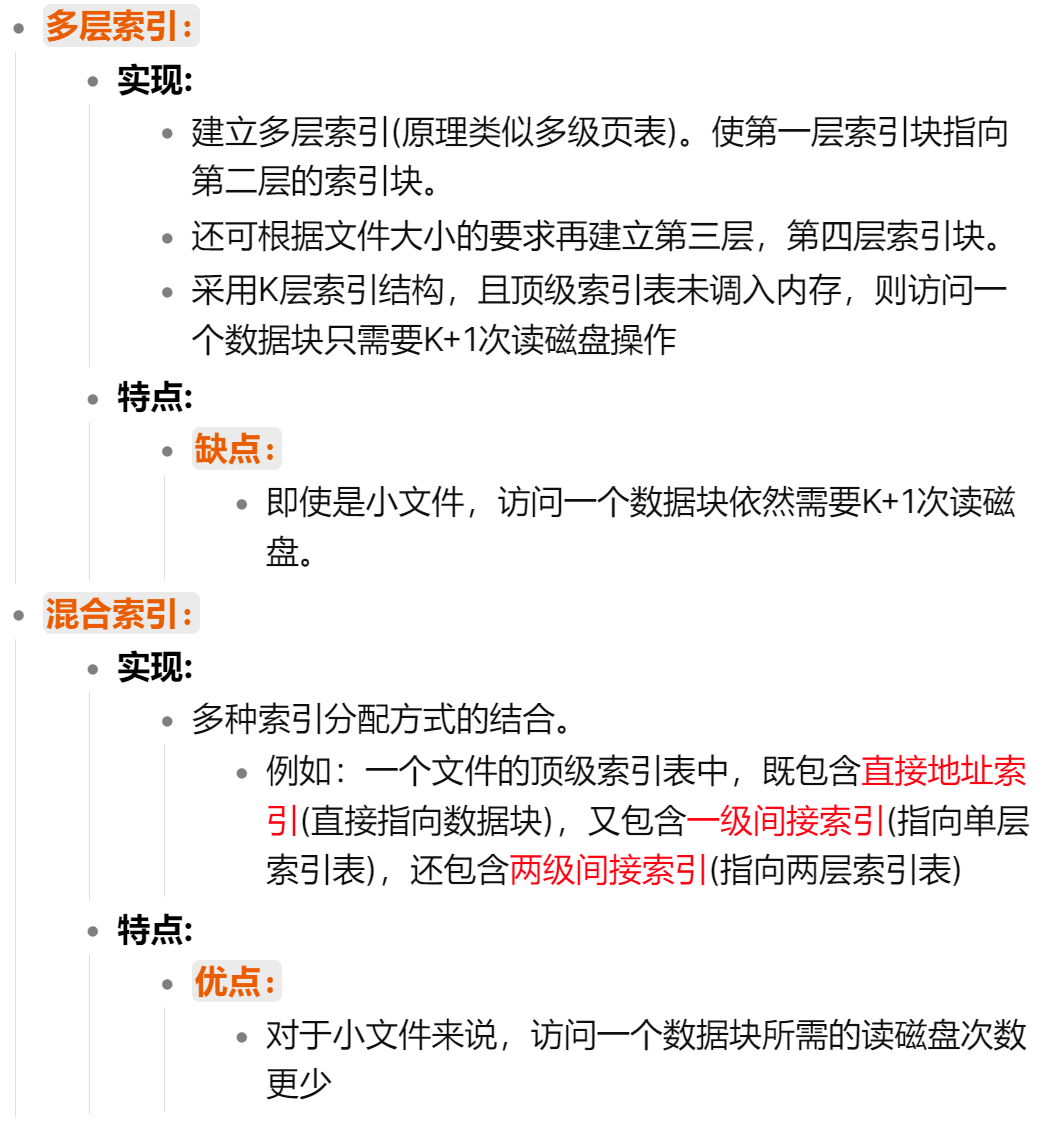 多层索引：
实现:
建立多层索引(原理类似多级页表)。使第一层索引块指向
第二层的索引块。
还可根据文件大小的要求再建立第三层，第四层索引块。
采用K层索引结构，且顶级索引表未调入内存，则访问一
个数据块只需要K+1次读磁盘操作
特点:
缺点：
即使是小文件，访问一个数据块依然需要K+1次读磁
盘。
混合索引：
实现:
多种索引分配方式的结合。
例如：一个文件的顶级索引表中，既包含直接地址索
引(直接指向数据块)，又包含一级间接索引(指向单层
索引表)，还包含两级间接索引(指向两层索引表)
特点:
优点：
对于小文件来说，访问一个数据块所需的读磁盘次数
更少